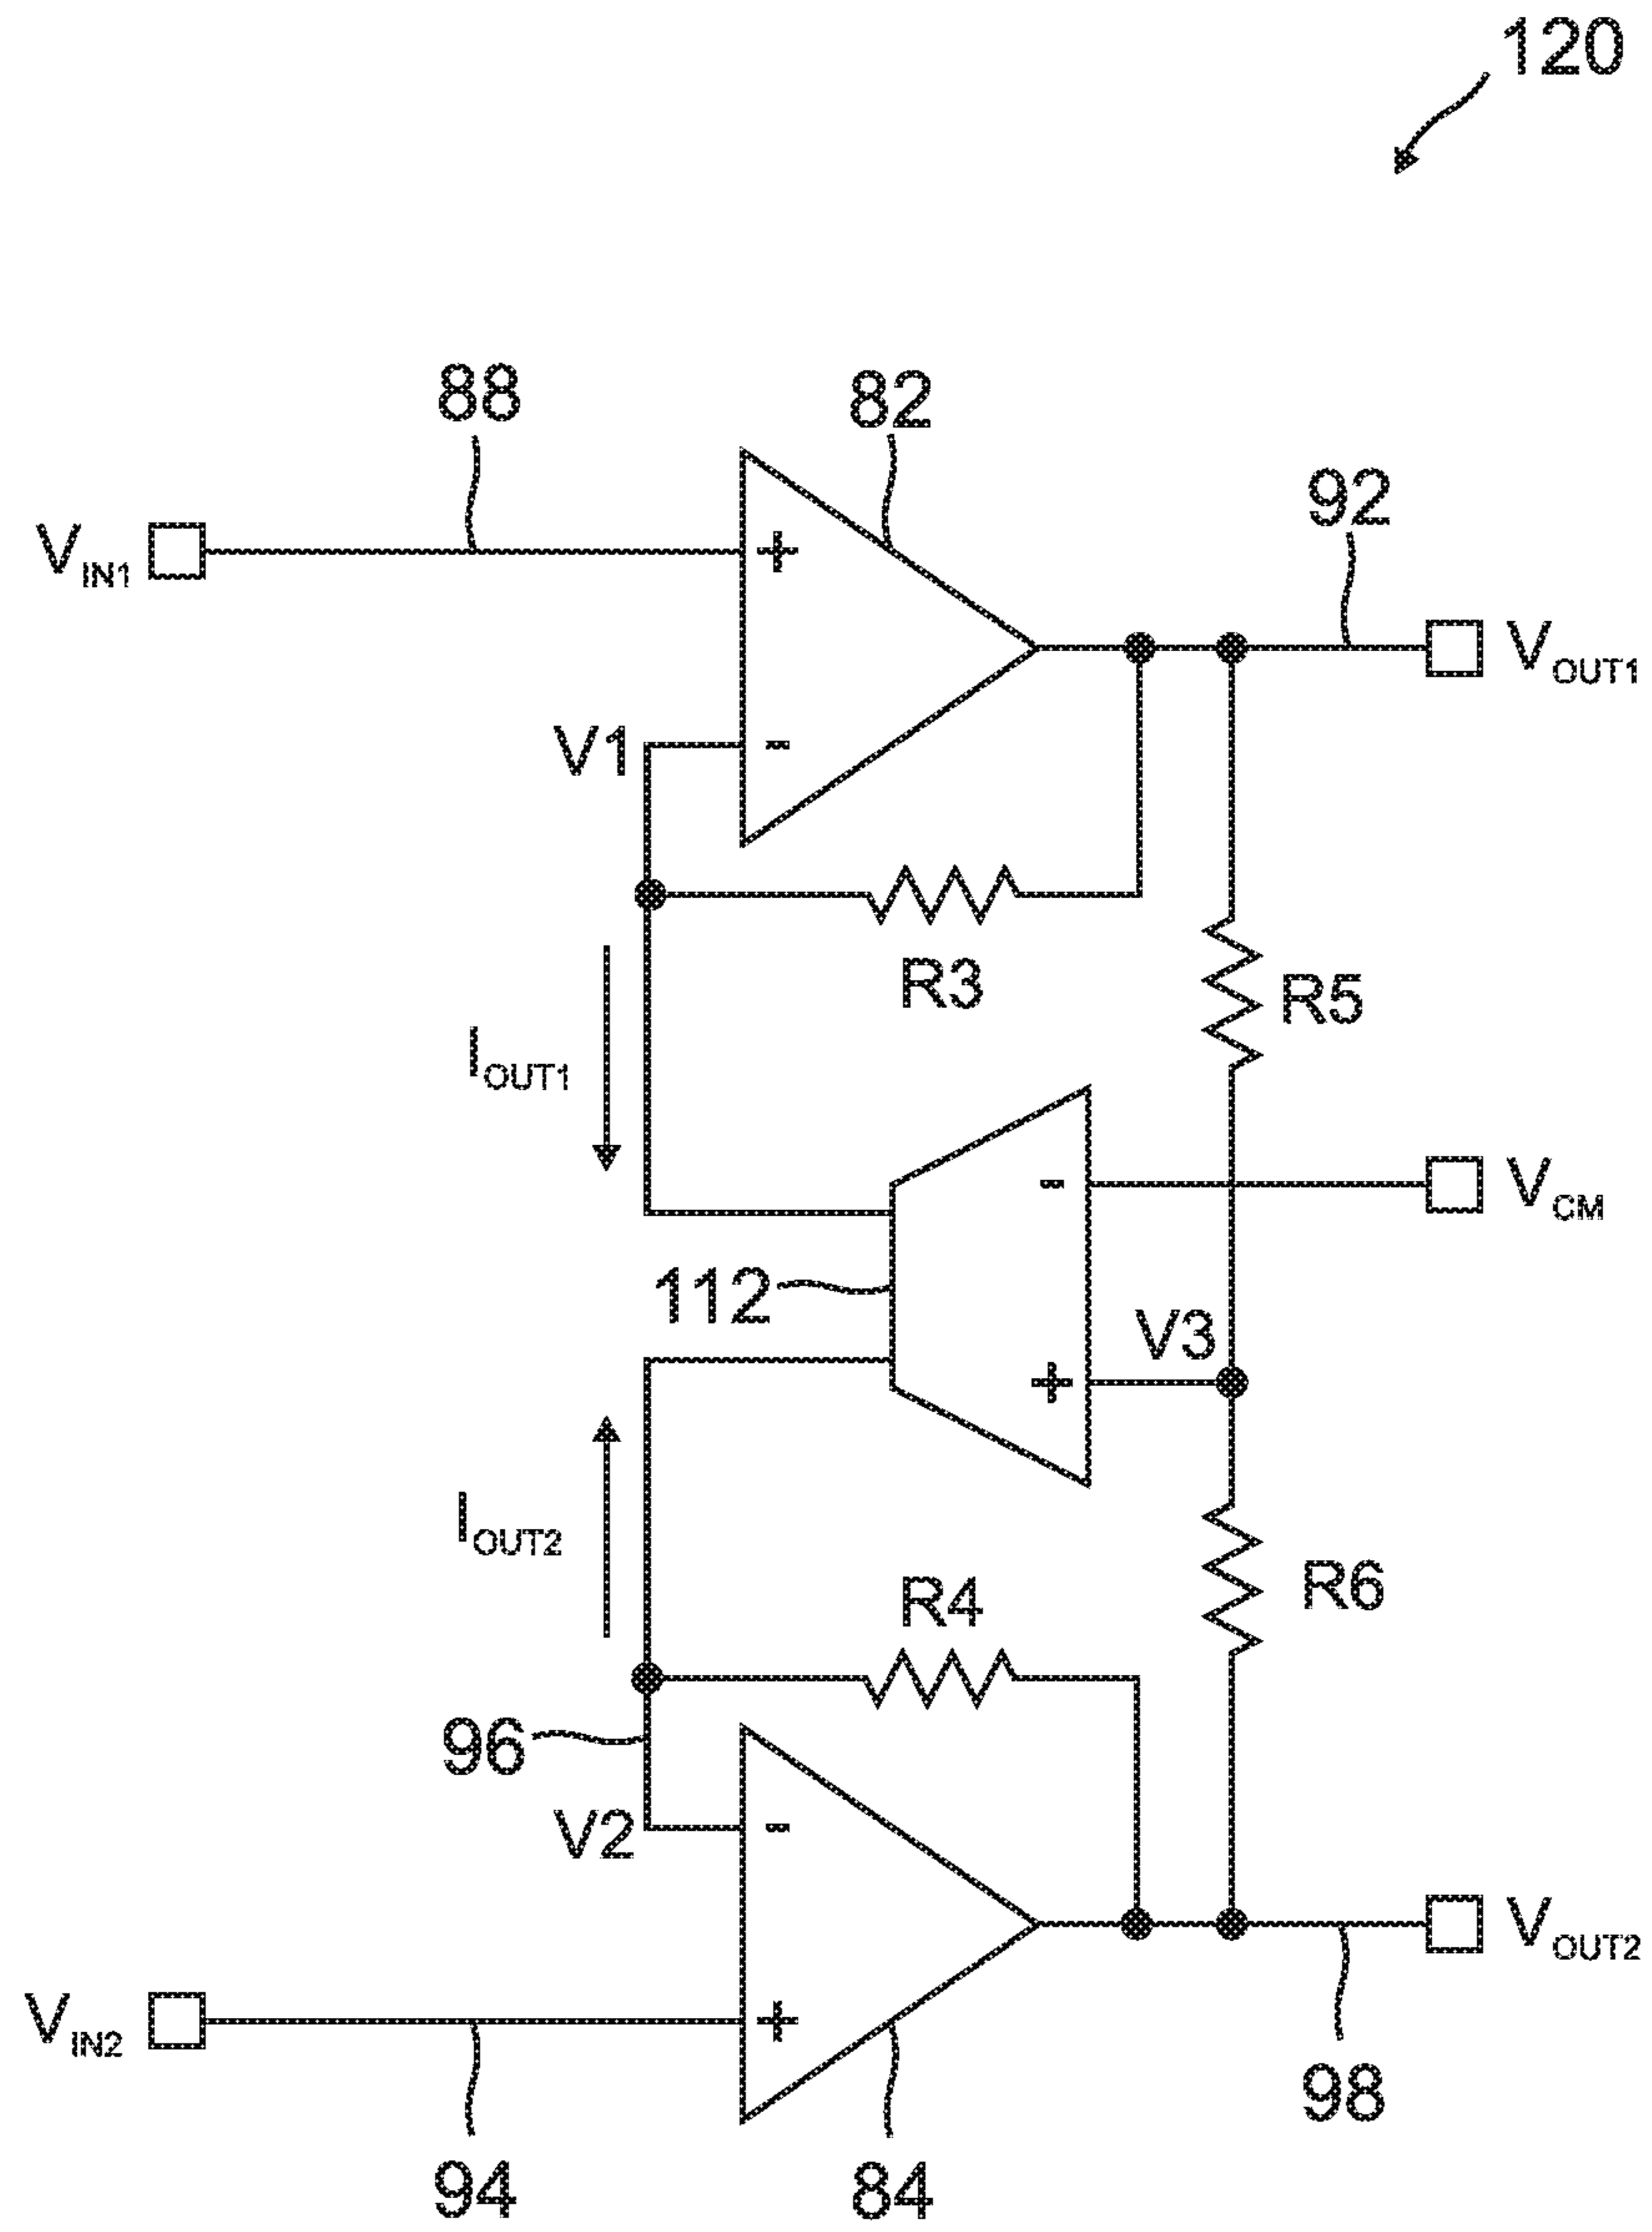 120
88
82
92
VIN1
+
VOUT1
V1
-
R3
R5
IOUT1
-
VCM
112
V3
+
IOUT2
R4
R6
96
V2
-
VOUT2
VIN2
+
98
94
84